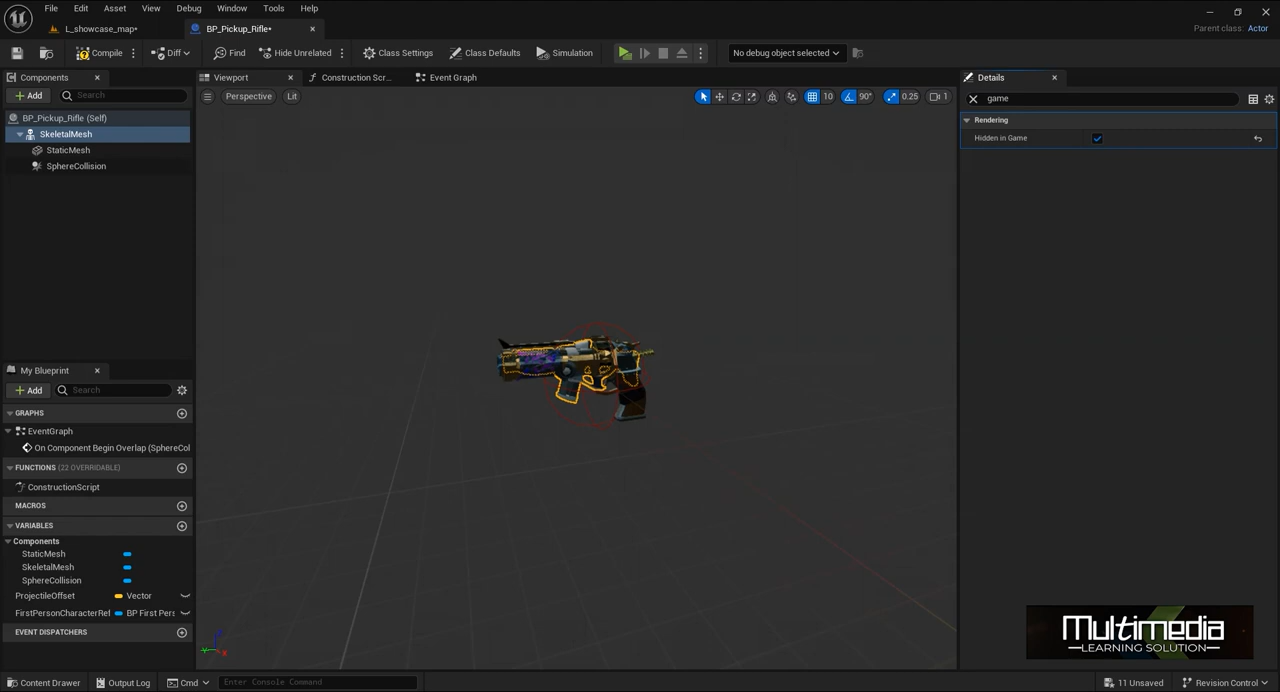 File Edit Asset View Debug Window Tools Help
L_showcase_map* BP_Pickup_Rifle* Parent class: Actor
Compile Diff Find Hide Unrelated Class Settings Class Defaults Simulation No debug object selected
Components Viewport Construction Scr... Event Graph Details
Add Search Perspective Lit 10 90° 0.25 1 game
BP_Pickup_Rifle (Self) Rendering
SkeletalMesh Hidden in Game
StaticMesh
SphereCollision
My Blueprint
Add Search
GRAPHS
EventGraph
On Component Begin Overlap (SphereCol
FUNCTIONS (22 OVERRIDABLE)
ConstructionScript
MACROS
VARIABLES
Components
StaticMesh
SkeletalMesh
SphereCollision
ProjectileOffset Vector
FirstPersonCharacterRef BP First Pers
EVENT DISPATCHERS
Multimedia
LEARNING SOLUTION
Content Drawer Output Log Cmd Enter Console Command 11 Unsaved Revision Control